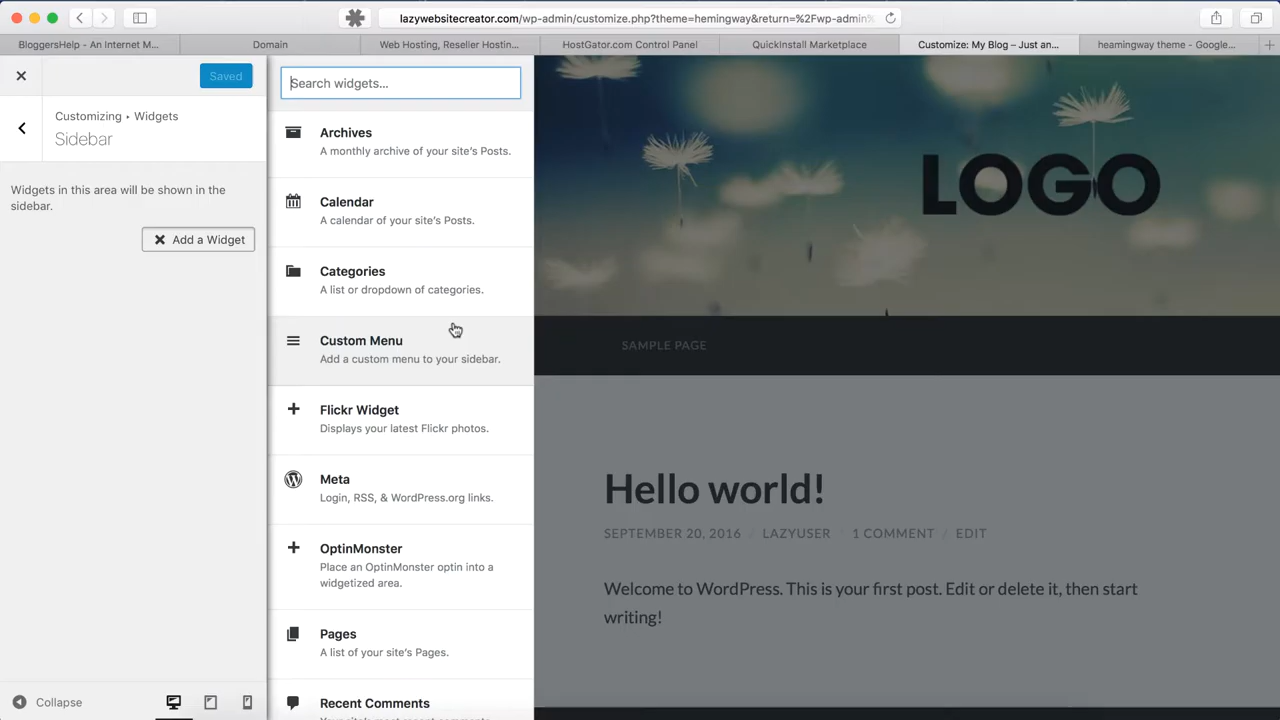 lazywebsitecreator.com/wp-admin/customize.php?theme=hemingway&return=%2Fwp-admin%
BloggersHelp - An Internet M...
Domain
Web Hosting, Reseller Hostin...
HostGator.com Control Panel
QuickInstall Marketplace
Customize: My Blog – Just an...
heamingway theme - Google...
Saved
Customizing ‣ Widgets
Sidebar
Widgets in this area will be shown in the
sidebar.
Add a Widget
Collapse
Search widgets...
Archives
A monthly archive of your site's Posts.
Calendar
A calendar of your site's Posts.
Categories
A list or dropdown of categories.
Custom Menu
Add a custom menu to your sidebar.
Flickr Widget
Displays your latest Flickr photos.
Meta
Login, RSS, & WordPress.org links.
OptinMonster
Place an OptinMonster optin into a
widgetized area.
Pages
A list of your site's Pages.
Recent Comments
LOGO
SAMPLE PAGE
Hello world!
SEPTEMBER 20, 2016 / LAZYUSER · 1 COMMENT / EDIT
Welcome to WordPress. This is your first post. Edit or delete it, then start
writing!